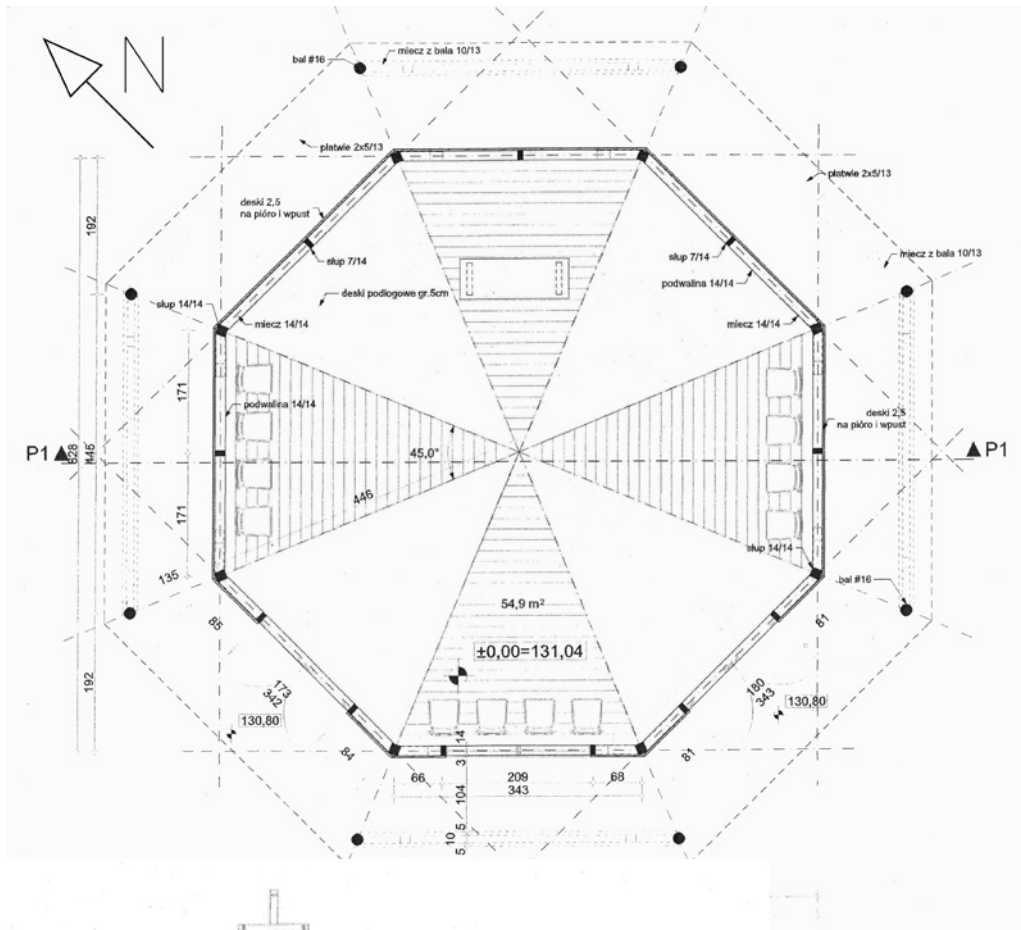 N
miecz z bala 10/13
bal #16
płatwie 2x5/13
płatwie 2x5/13
192
deski 2,5
na pióro i wpust
słup 7/14
słup 7/14
miecz z bala 10/13
podwalina 14/14
deski podłogowe gr.5cm
słup 14/14
miecz 14/14
miecz 14/14
171
podwalina 14/14
deski 2,5
na pióro i wpust
P1
828
445
45,0°
P1
446
171
słup 14/14
135
bal #16
54,9 m²
85
81
±0,00=131,04
192
173
342
180
343
130,80
130,80
14
84
3
81
66
209
68
104
343
5
10
5